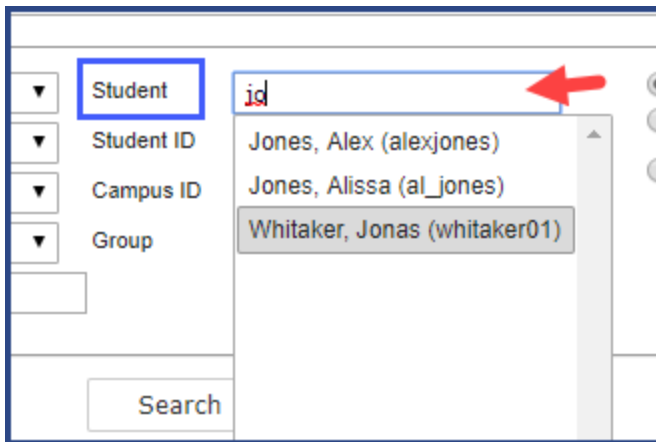 Student
jo
Student ID
Jones, Alex (alexjones)
Campus ID
Jones, Alissa (al_jones)
Group
Whitaker, Jonas (whitaker01)
Search